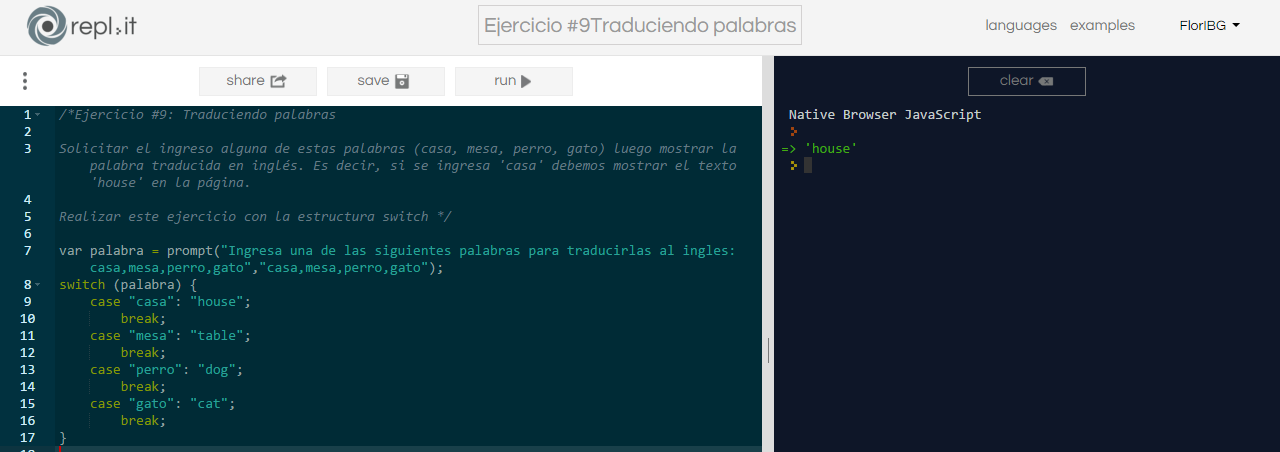 repl.it
Ejercicio #9Traduciendo palabras
languages examples FlorIBG
share save run
clear
1 /*Ejercicio #9: Traduciendo palabras
2
3 Solicitar el ingreso alguna de estas palabras (casa, mesa, perro, gato) luego mostrar la
palabra traducida en inglés. Es decir, si se ingresa 'casa' debemos mostrar el texto
'house' en la página.
4
5 Realizar este ejercicio con la estructura switch */
6
7 var palabra = prompt("Ingresa una de las siguientes palabras para traducirlas al ingles:
casa,mesa,perro,gato","casa,mesa,perro,gato");
8 switch (palabra) {
9 case "casa": "house";
10 break;
11 case "mesa": "table";
12 break;
13 case "perro": "dog";
14 break;
15 case "gato": "cat";
16 break;
17 }
18
Native Browser JavaScript
=> 'house'